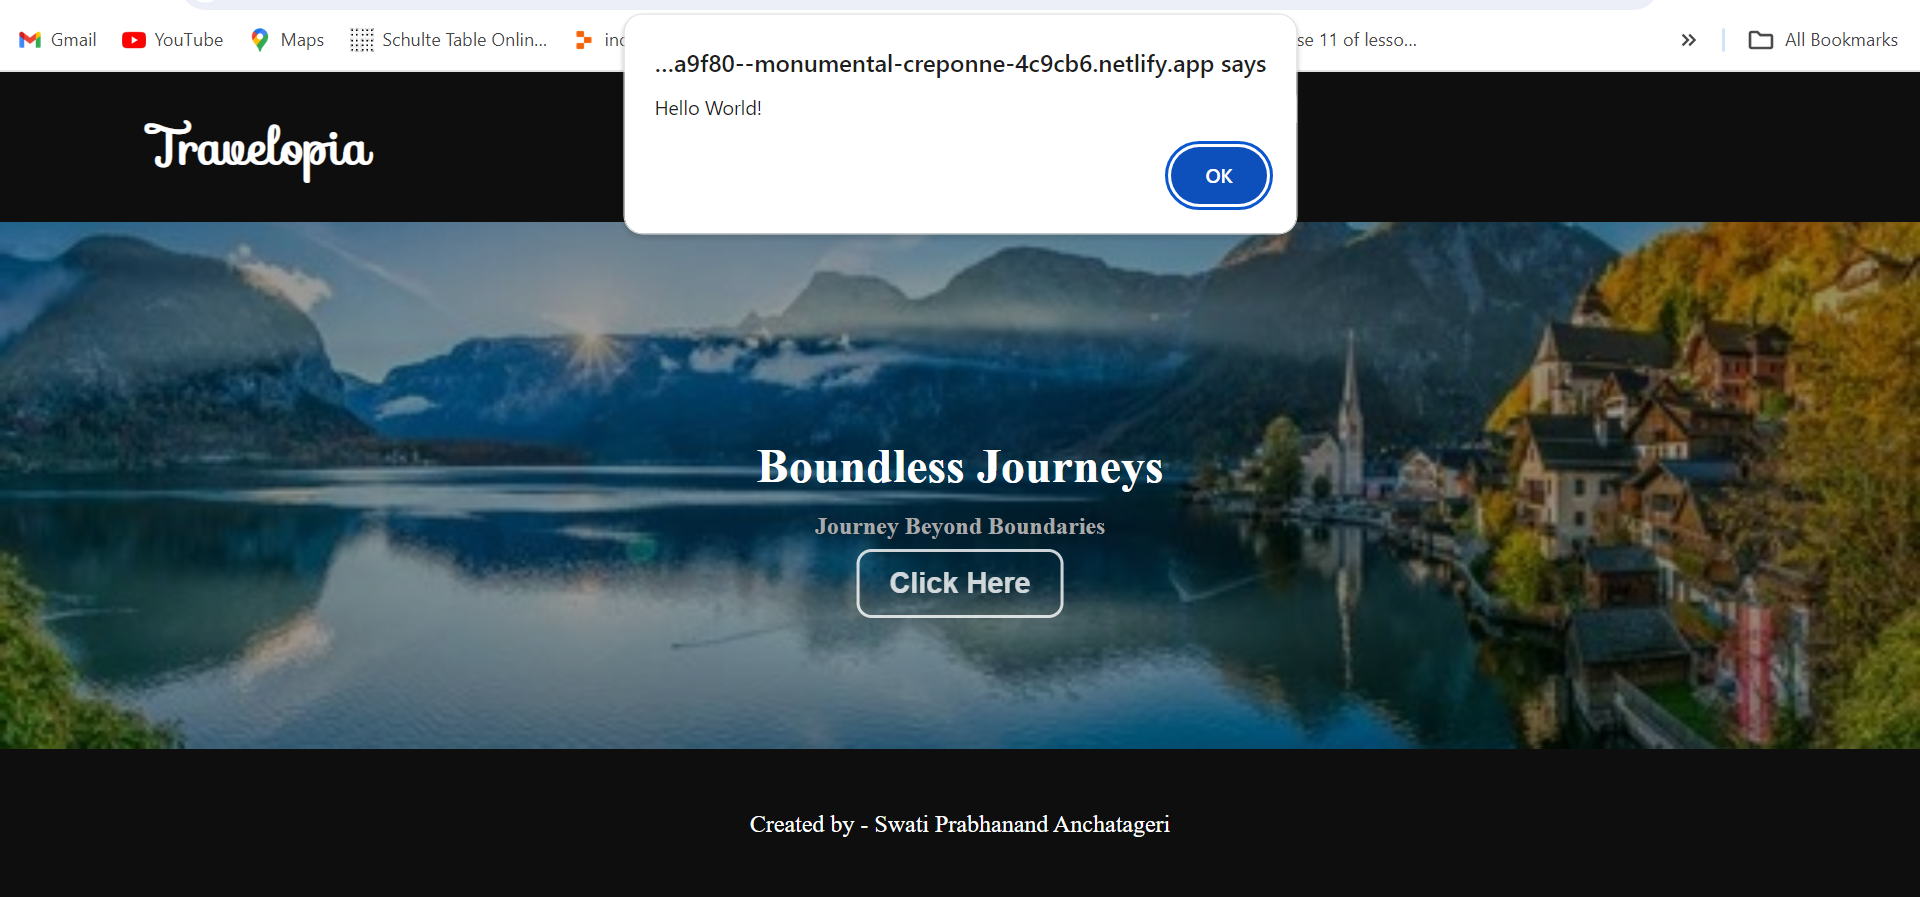 Gmail YouTube Maps Schulte Table Onlin... se 11 of lesso... All Bookmarks
...a9f80--monumental-creponne-4c9cb6.netlify.app says
Hello World!
OK
Travelopia
Boundless Journeys
Journey Beyond Boundaries
Click Here
Created by - Swati Prabhanand Anchatageri